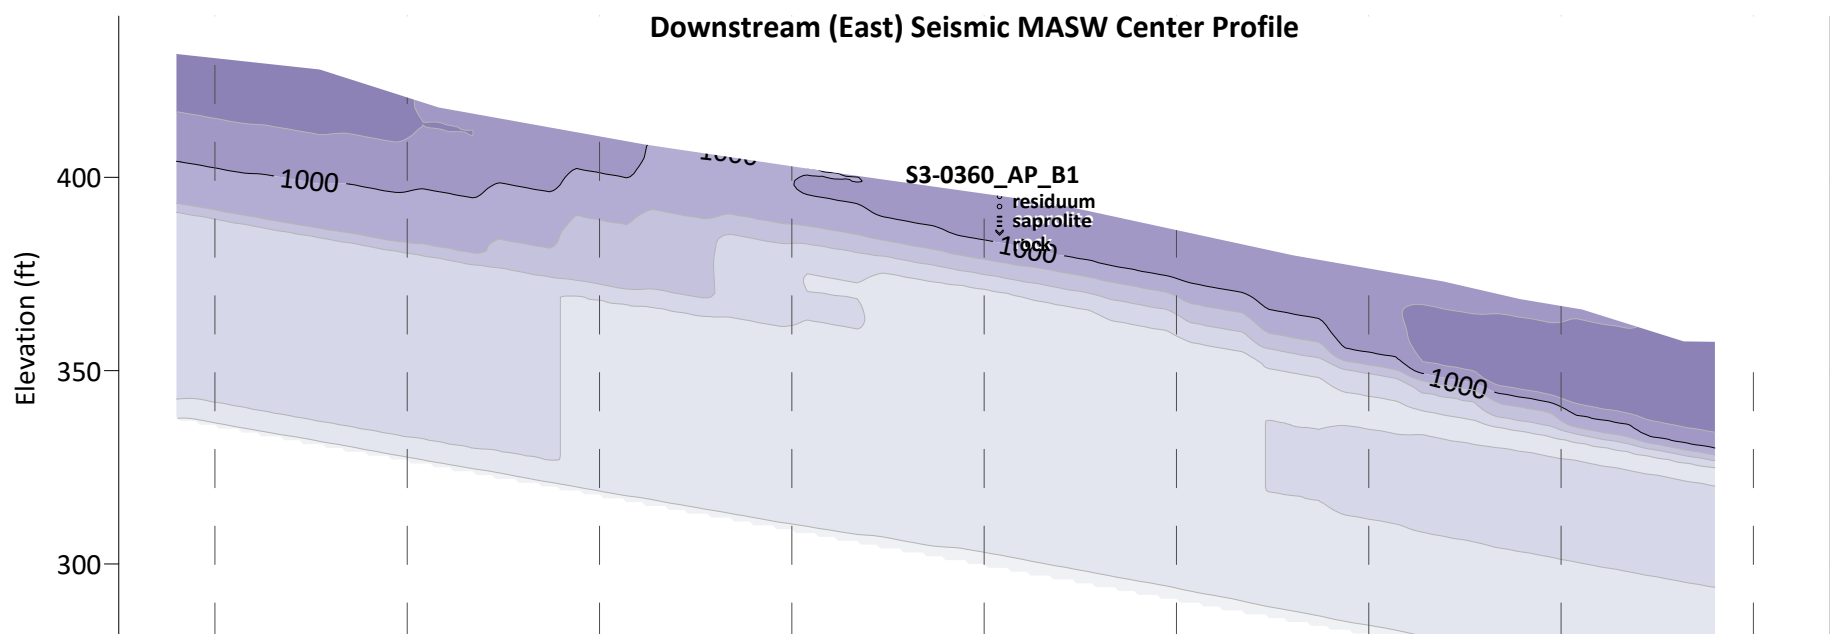 Downstream (East) Seismic MASW Center Profile
1000
400
1000
S3-0360_AP_B1
residuum
saprolite
rock
1000
Elevation (ft)
350
1000
300